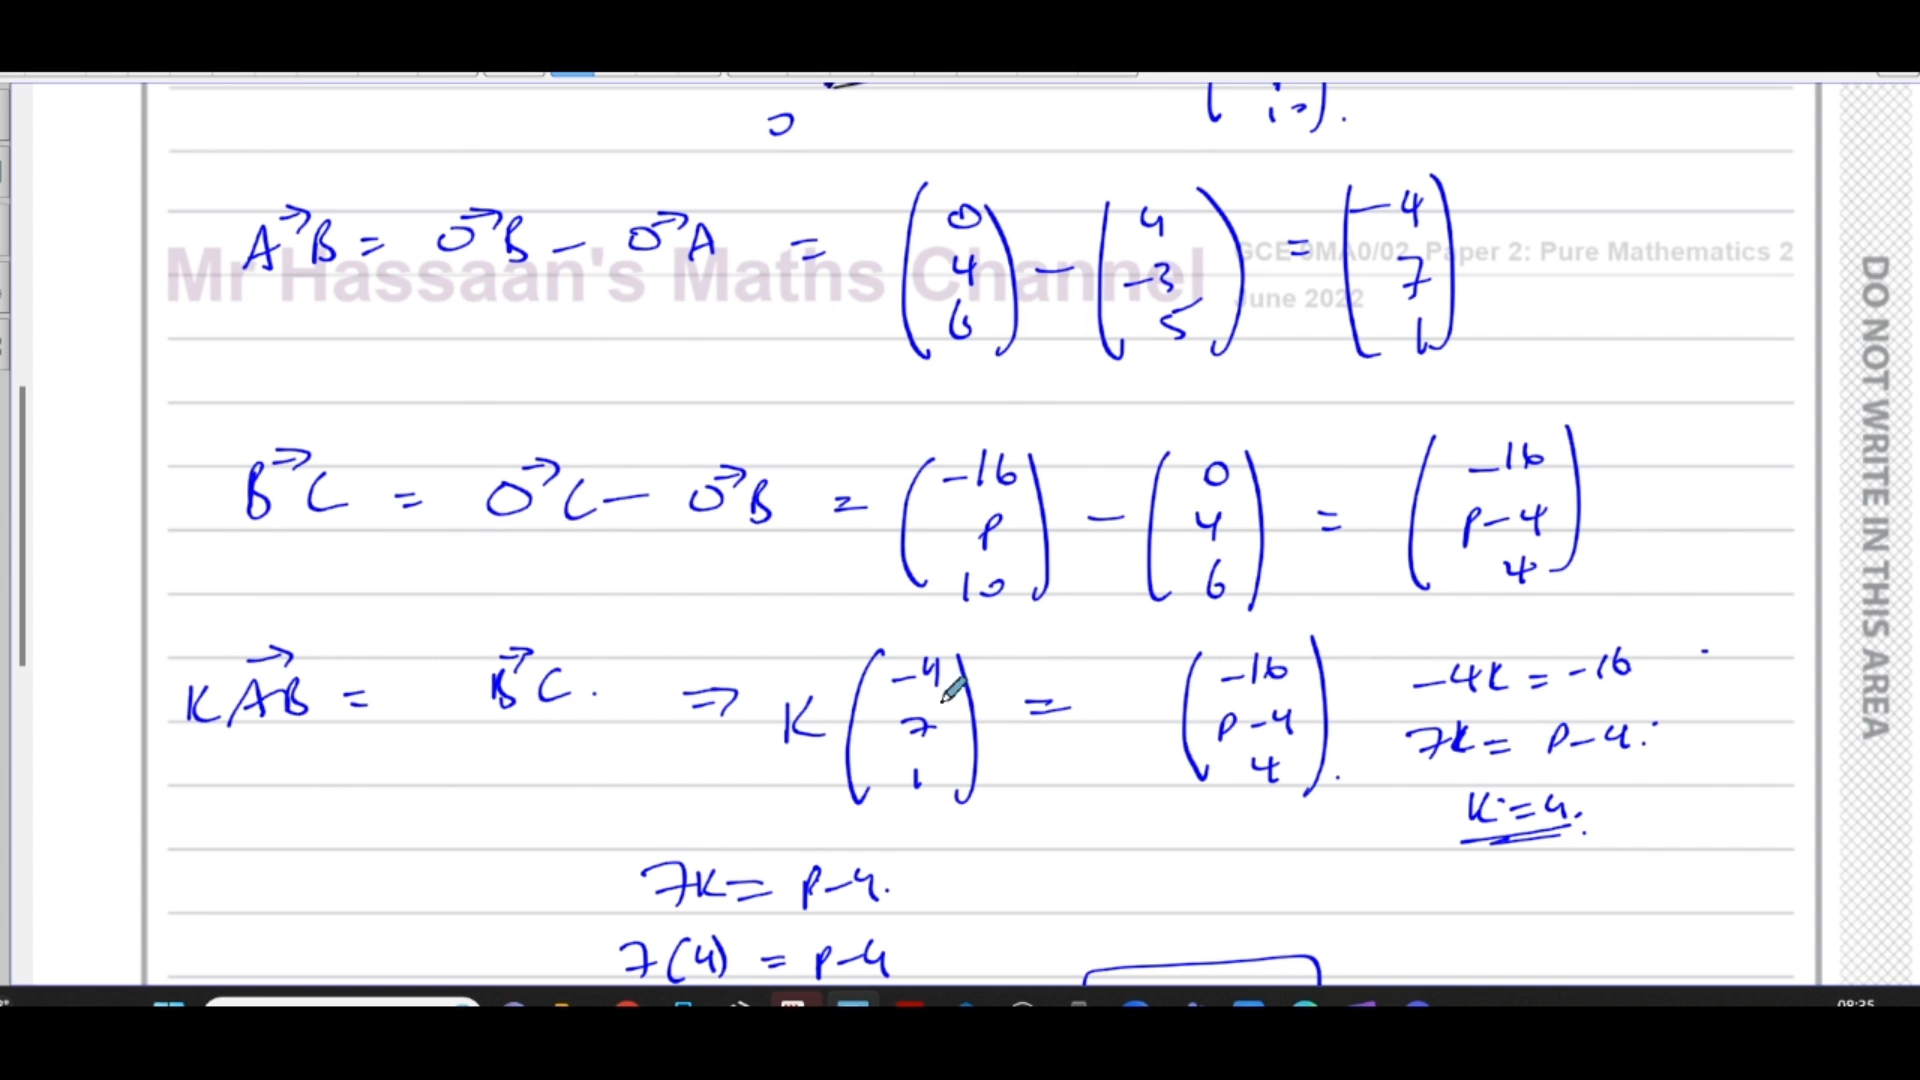 0
A→B = O→B - O→A = (0 4 6) - (4 -3 5) = (-4 7 1)
Mr Hassaan's Maths Channel
GCE 9MA0/02, Paper 2: Pure Mathematics 2
June 2022
B→C = O→C - O→B = (-16 P 10) - (0 4 6) = (-16 P-4 4)
K A→B = B→C. ⇒ K (-4 7 1) = (-16 P-4 4).
-4K = -16
7K = P-4.
K=4.
7K = P-4.
7(4) = P-4
DO NOT WRITE IN THIS AREA